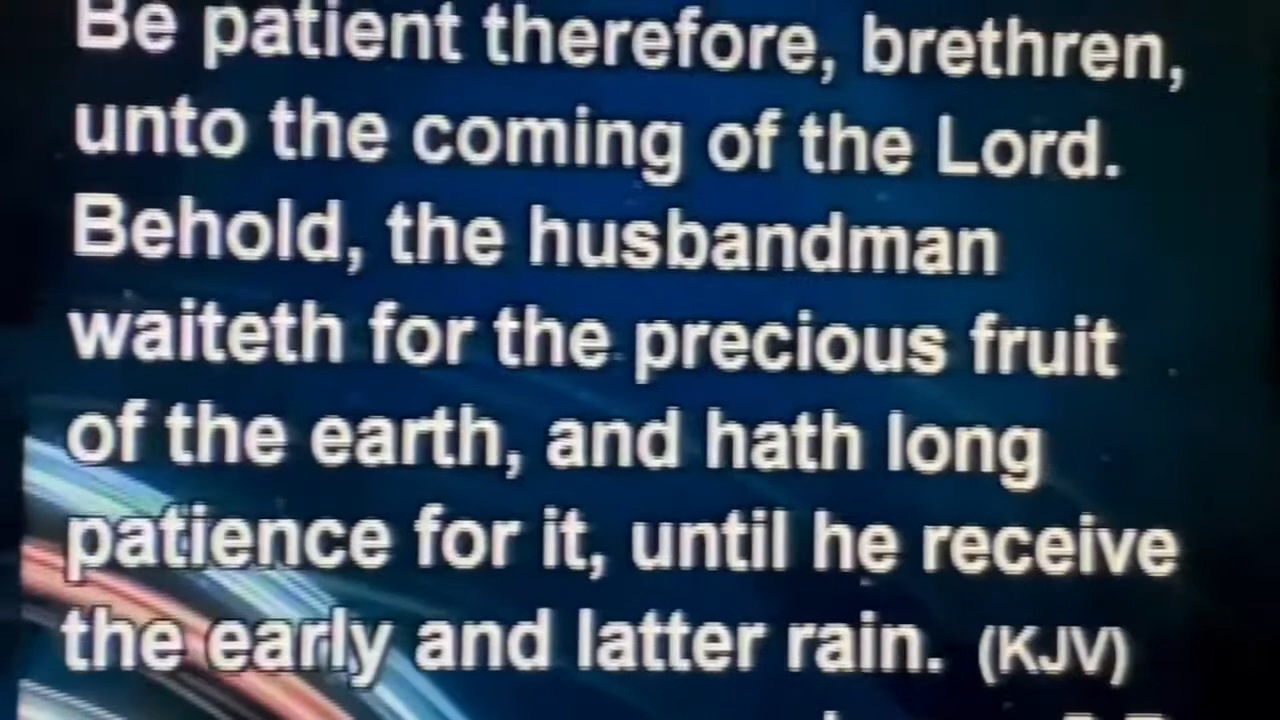 Be patient therefore, brethren,
unto the coming of the Lord.
Behold, the husbandman
waiteth for the precious fruit
of the earth, and hath long
patience for it, until he receive
the early and latter rain. (KJV)